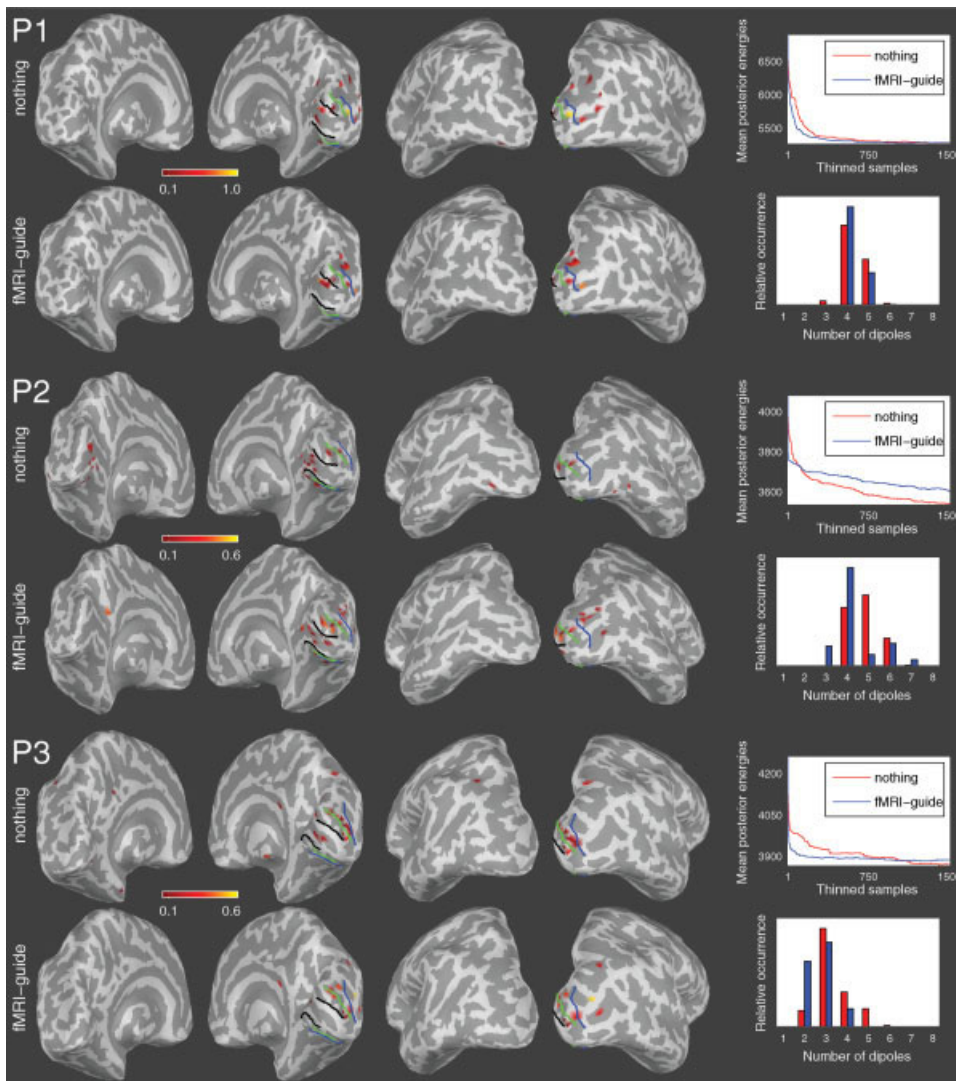 P1
nothing
fMRI-guide
0.1 1.0
Mean posterior energies
6500
6000
5500
nothing
fMRI-guide
1 750 1500
Thinned samples
Relative occurrence
1 2 3 4 5 6 7 8
Number of dipoles
P2
nothing
fMRI-guide
0.1 0.6
Mean posterior energies
4000
3800
3600
nothing
fMRI-guide
1 750 1500
Thinned samples
Relative occurrence
1 2 3 4 5 6 7 8
Number of dipoles
P3
nothing
fMRI-guide
0.1 0.6
Mean posterior energies
4200
4050
3900
nothing
fMRI-guide
1 750 1500
Thinned samples
Relative occurrence
1 2 3 4 5 6 7 8
Number of dipoles